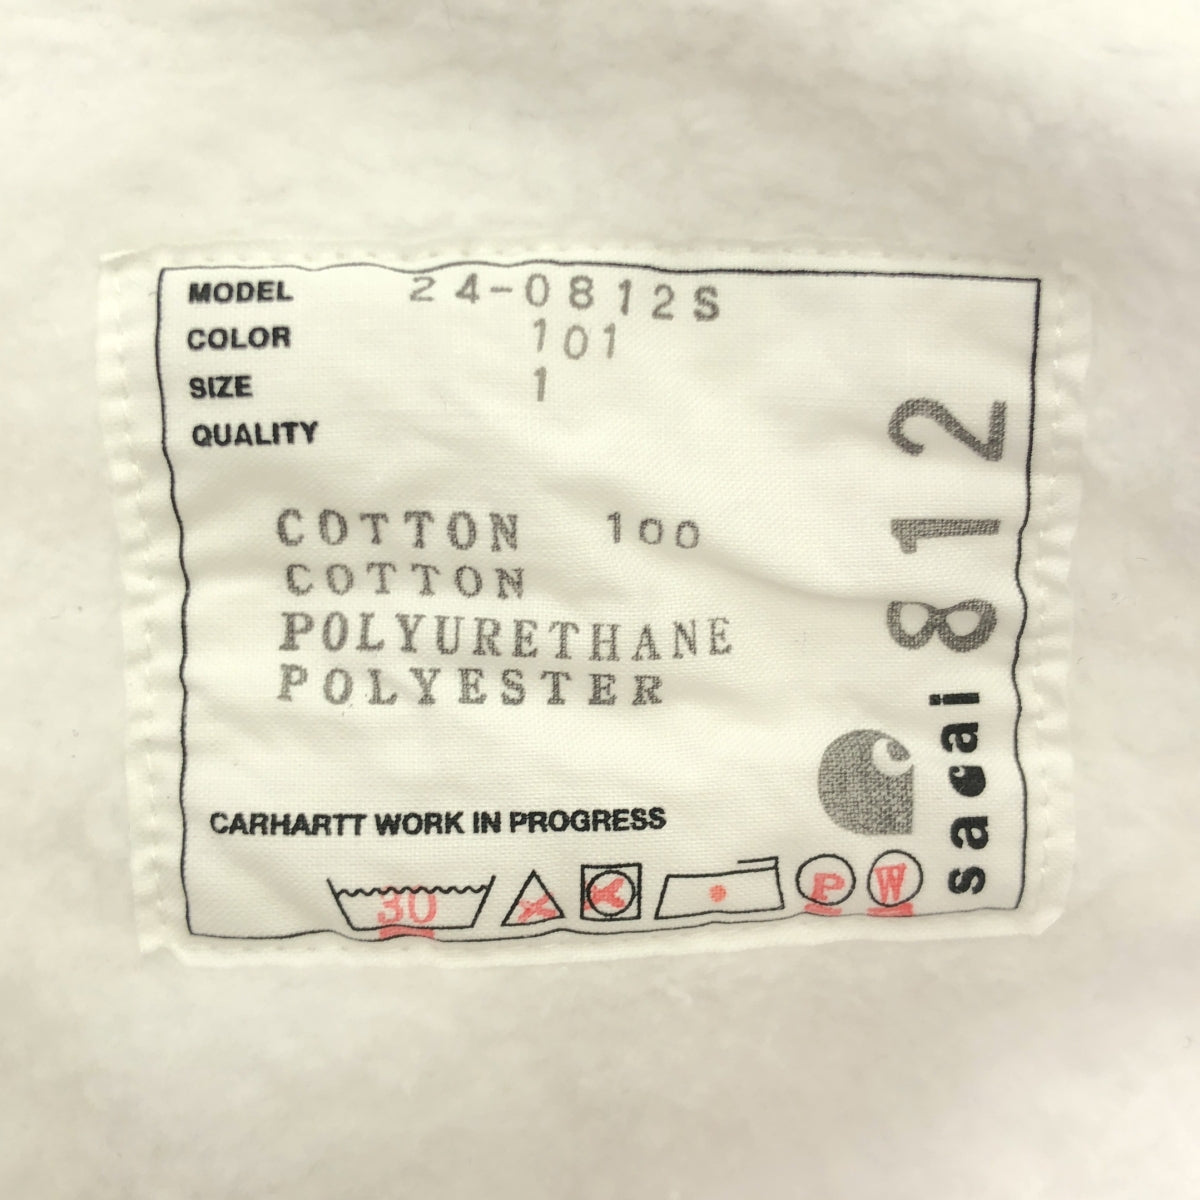 MODEL 24-0812S
COLOR 101
SIZE 1
QUALITY
COTTON 100
COTTON
POLYURETHANE
POLYESTER
CARHARTT WORK IN PROGRESS
30
P
W
sacai 812